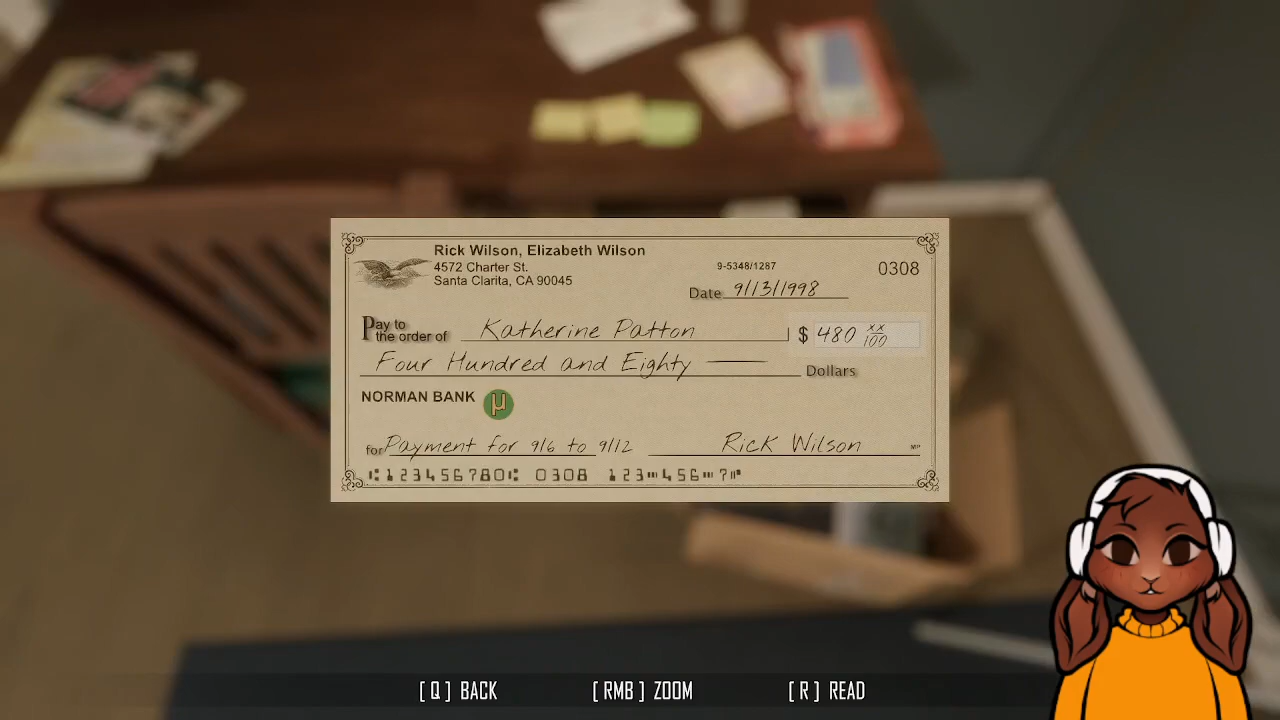 Rick Wilson, Elizabeth Wilson
4572 Charter St.
Santa Clarita, CA 90045
9-5348/1287
0308
Date 9/13/1998
Pay to the order of Katherine Patton $ 480 xx/100
Four Hundred and Eighty Dollars
NORMAN BANK µ
for Payment for 9/6 to 9/12 Rick Wilson MP
⑆123456780⑆ 0308 123⑉456⑉7⑈
[Q] BACK [RMB] ZOOM [R] READ